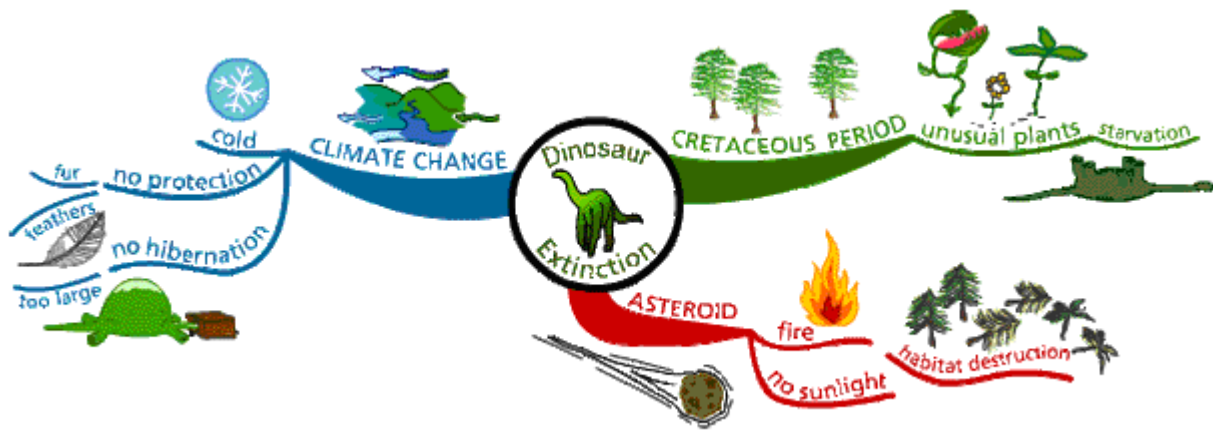 Dinosaur
Extinction
CLIMATE CHANGE
cold
no protection
fur
feathers
no hibernation
too large
CRETACEOUS PERIOD
unusual plants
starvation
ASTEROID
fire
habitat destruction
no sunlight